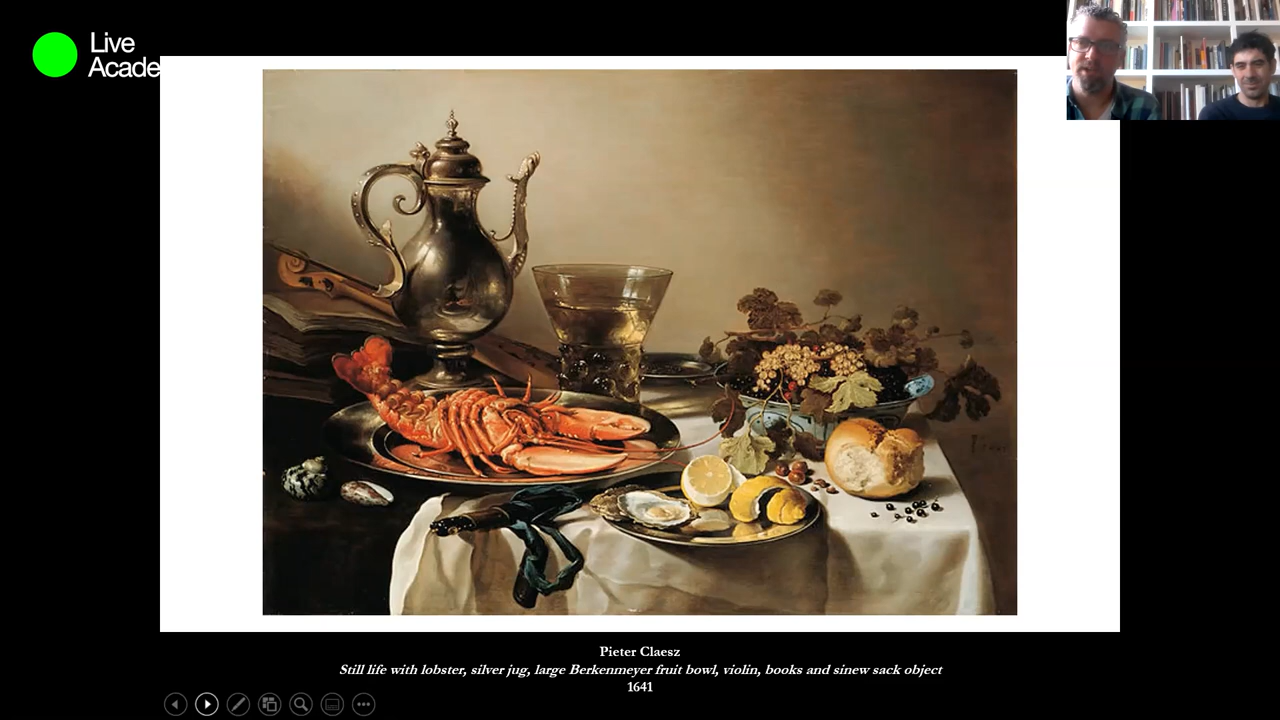 Live
Acade
Pieter Claesz
Still life with lobster, silver jug, large Berkenmeyer fruit bowl, violin, books and sinew sack object
1641